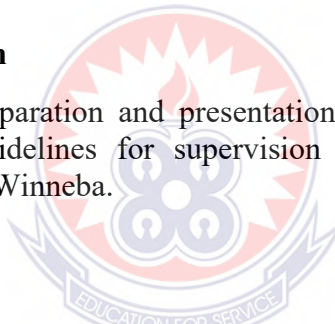 n
paration and presentation
idelines for supervision
Winneba.
EDUCATION FOR SERVICE